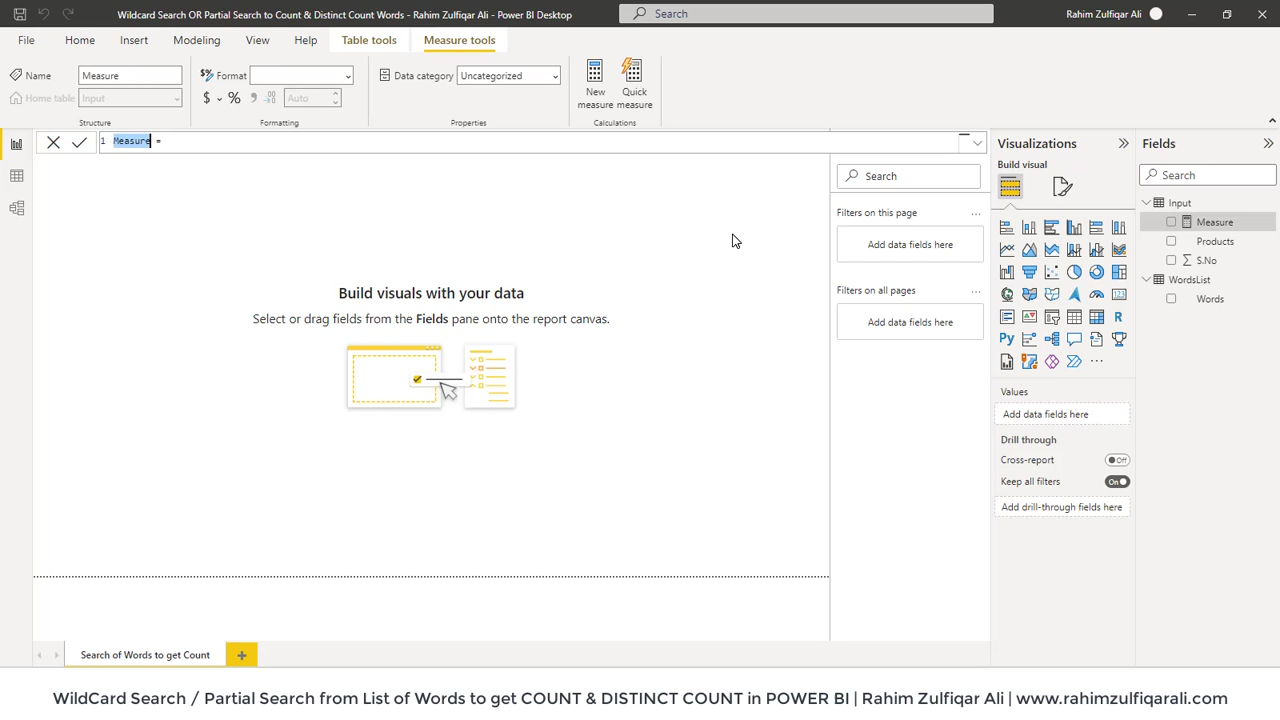 Wildcard Search OR Partial Search to Count & Distinct Count Words - Rahim Zulfiqar Ali - Power BI Desktop
Search
Rahim Zulfiqar Ali
File
Home
Insert
Modeling
View
Help
Table tools
Measure tools
Name
Measure
Format
Data category
Uncategorized
Home table
Input
$
%
Auto
New measure
Quick measure
Structure
Formatting
Properties
Calculations
1 Measure =
Search
Filters on this page
...
Add data fields here
Filters on all pages
...
Add data fields here
Build visuals with your data
Select or drag fields from the Fields pane onto the report canvas.
Visualizations
Build visual
R
Py
...
Values
Add data fields here
Drill through
Cross-report
Off
Keep all filters
On
Add drill-through fields here
Fields
Search
Input
Measure
Products
S.No
WordsList
Words
Search of Words to get Count
WildCard Search / Partial Search from List of Words to get COUNT & DISTINCT COUNT in POWER BI | Rahim Zulfiqar Ali | www.rahimzulfiqarali.com